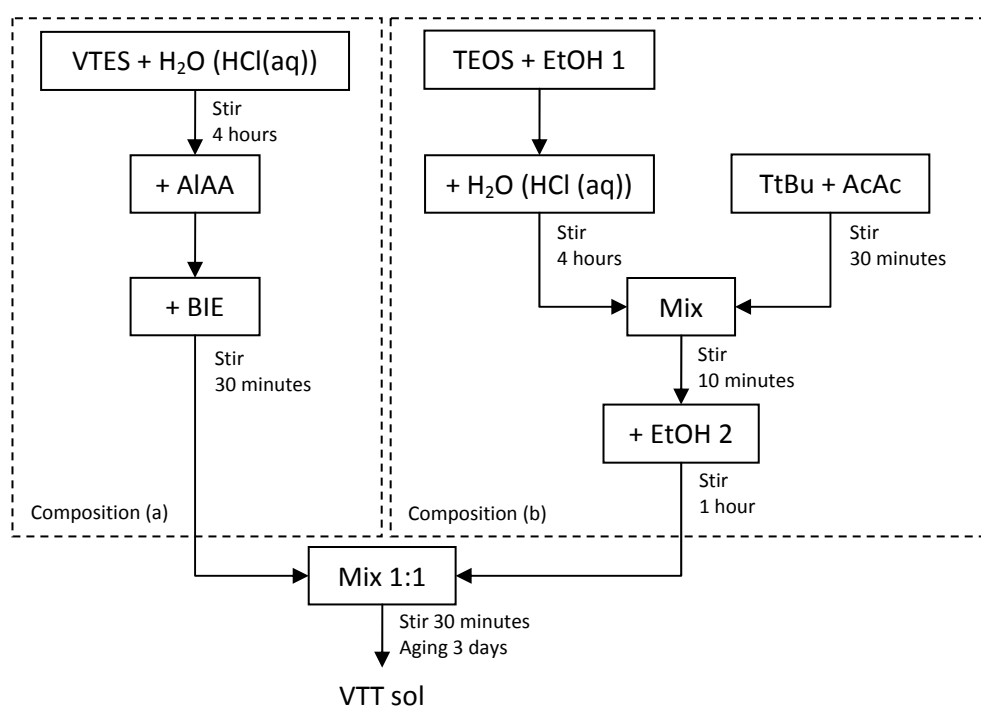 VTES + H₂O (HCl(aq))
Stir
4 hours
+ AlAA
+ BIE
Stir
30 minutes
Composition (a)
TEOS + EtOH 1
+ H₂O (HCl (aq))
Stir
4 hours
TtBu + AcAc
Stir
30 minutes
Mix
Stir
10 minutes
+ EtOH 2
Stir
1 hour
Composition (b)
Mix 1:1
Stir 30 minutes
Aging 3 days
VTT sol